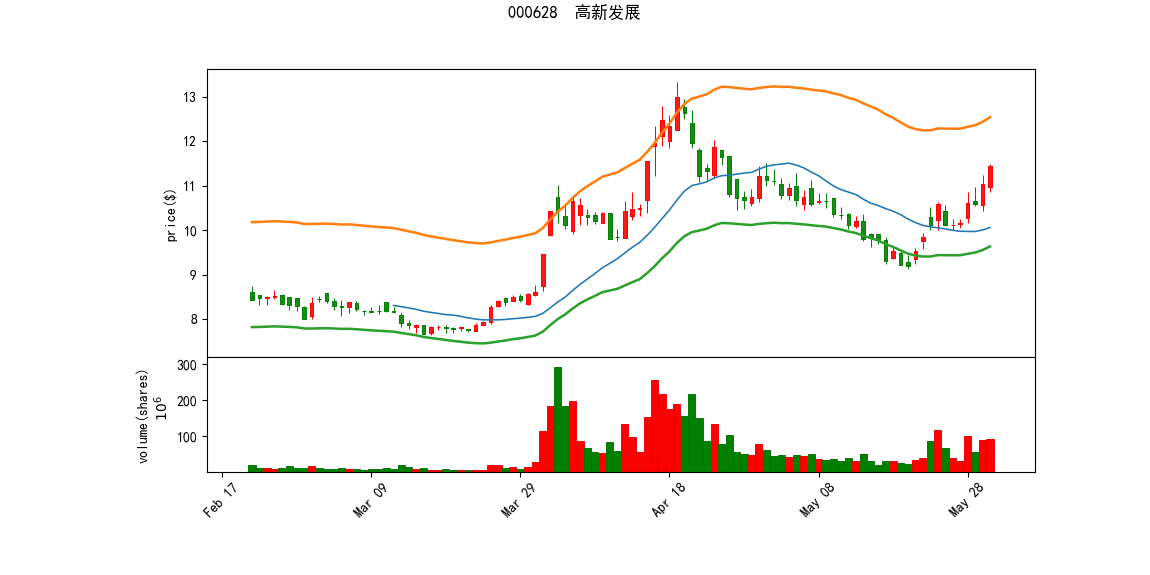 000628 高新发展
price($)
13
12
11
10
9
8
volume(shares)
10^6
300
200
100
Feb 17
Mar 09
Mar 29
Apr 18
May 08
May 28